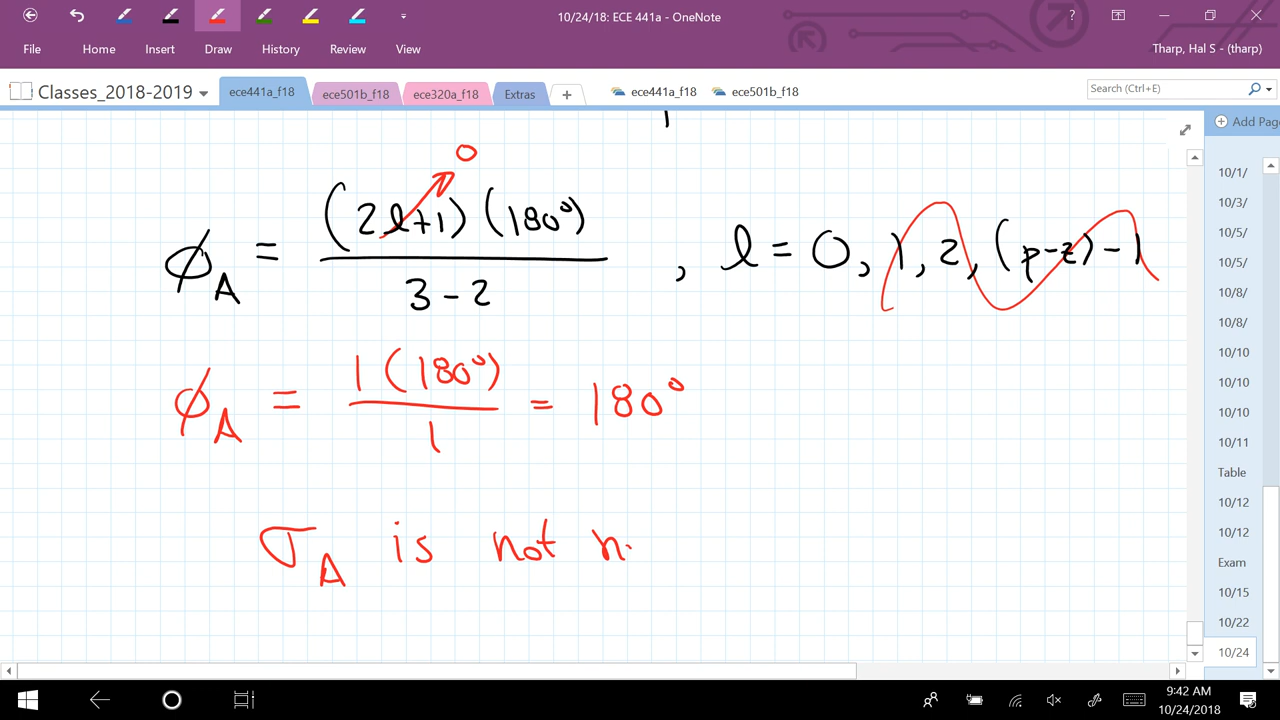 10/24/18: ECE 441a - OneNote
?
Tharp, Hal S - (tharp)
File Home Insert Draw History Review View
Classes_2018-2019
ece441a_f18 ece501b_f18 ece320a_f18 Extras + ece441a_f18 ece501b_f18
Search (Ctrl+E)
Add Pag
0
ϕ_A = (2l+1)(180°) / 3-2 , l = 0, 1, 2, (p-z)-1
ϕ_A = 1(180°) / 1 = 180°
σ_A is not n
10/1/
10/3/
10/5/
10/5/
10/8/
10/8/
10/10
10/10
10/10
10/11
Table
10/12
10/12
Exam
10/15
10/22
10/24
9:42 AM
10/24/2018